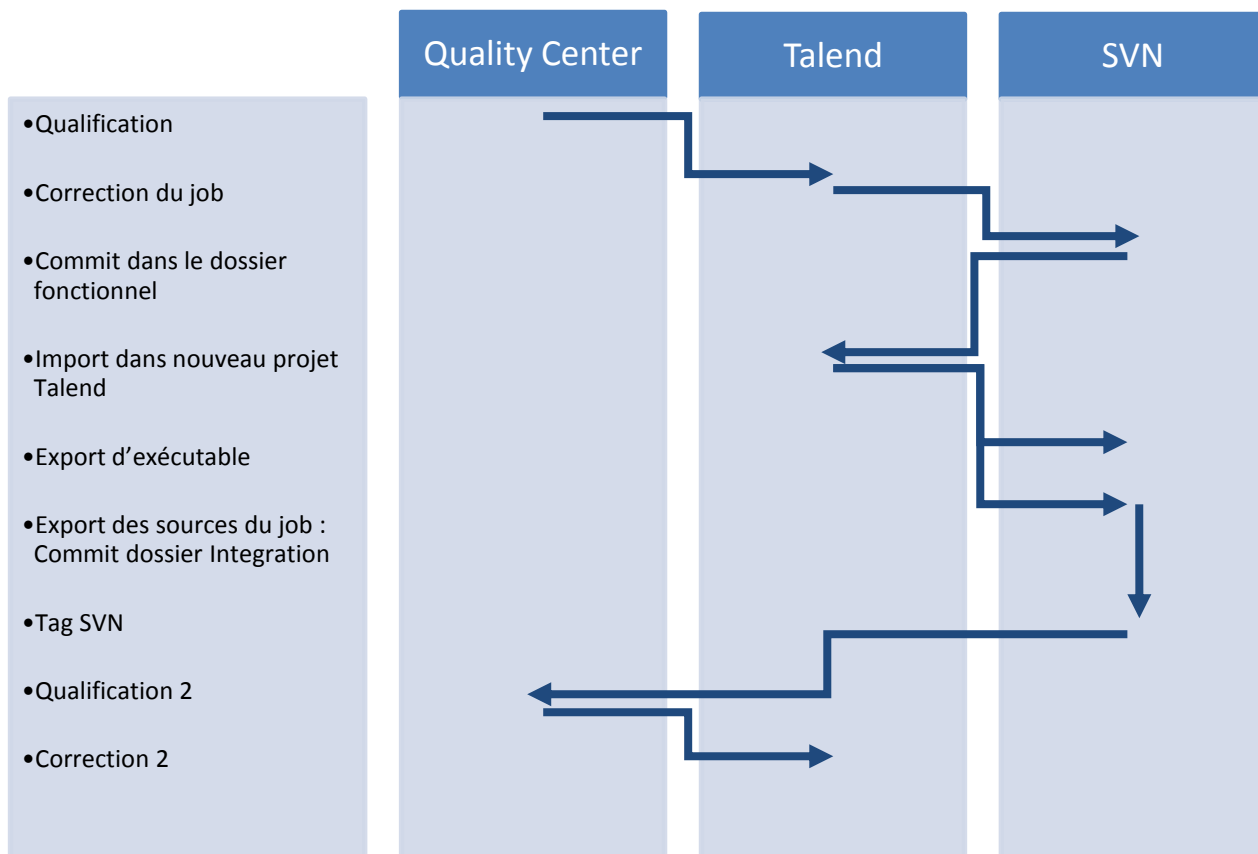 Quality Center
Talend
SVN
•Qualification
•Correction du job
•Commit dans le dossier
fonctionnel
•Import dans nouveau projet
Talend
•Export d’exécutable
•Export des sources du job :
Commit dossier Integration
•Tag SVN
•Qualification 2
•Correction 2